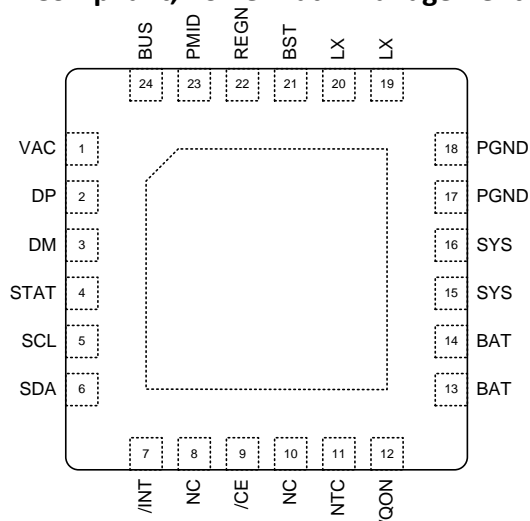 BUS PMID REGN BST LX LX
24 23 22 21 20 19
VAC 1 18 PGND
DP 2 17 PGND
DM 3 16 SYS
STAT 4 15 SYS
SCL 5 14 BAT
SDA 6 13 BAT
7 8 9 10 11 12
/INT NC /CE NC NTC /QON